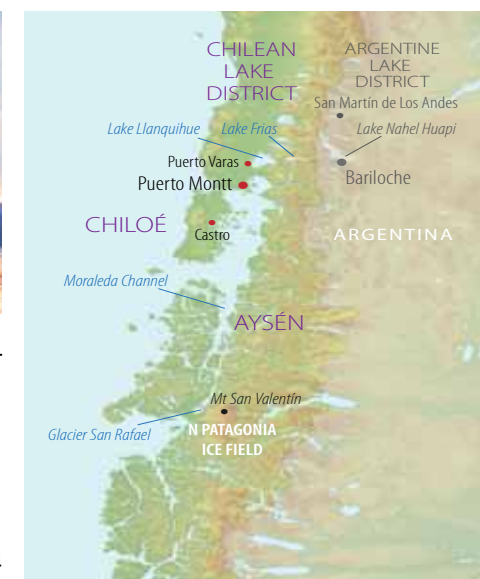 CHILEAN
LAKE
DISTRICT
ARGENTINE
LAKE
DISTRICT
San Martín de Los Andes
Lake Llanquihue
Lake Frias
Lake Nahel Huapi
Puerto Varas
Puerto Montt
Bariloche
CHILOÉ
Castro
ARGENTINA
Moraleda Channel
AYSÉN
Mt San Valentín
Glacier San Rafael
N PATAGONIA
ICE FIELD